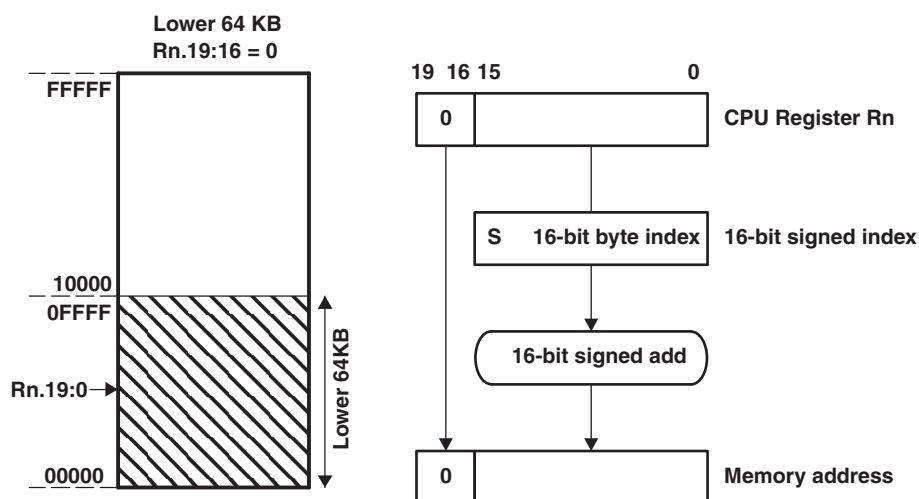 Lower 64 KB
Rn.19:16 = 0
FFFFF
10000
0FFFF
Rn.19:0
00000
Lower 64KB
19 16 15 0
0 CPU Register Rn
S 16-bit byte index 16-bit signed index
16-bit signed add
0 Memory address